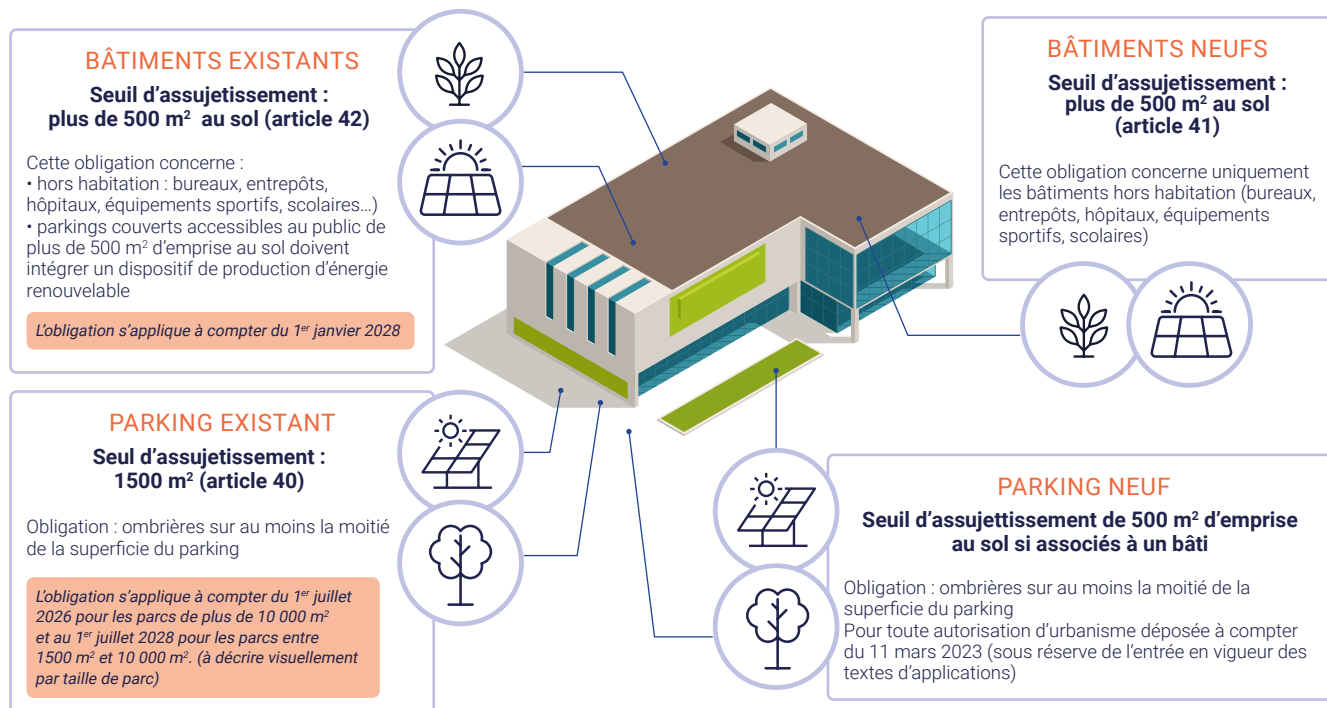 BÂTIMENTS EXISTANTS
Seuil d’assujetissement :
plus de 500 m² au sol (article 42)
Cette obligation concerne :
• hors habitation : bureaux, entrepôts,
hôpitaux, équipements sportifs, scolaires…)
• parkings couverts accessibles au public de
plus de 500 m² d’emprise au sol doivent
intégrer un dispositif de production d’énergie
renouvelable
L’obligation s’applique à compter du 1er janvier 2028
BÂTIMENTS NEUFS
Seuil d’assujetissement :
plus de 500 m² au sol
(article 41)
Cette obligation concerne uniquement
les bâtiments hors habitation (bureaux,
entrepôts, hôpitaux, équipements
sportifs, scolaires)
PARKING EXISTANT
Seul d’assujetissement :
1500 m² (article 40)
Obligation : ombrières sur au moins la moitié
de la superficie du parking
L’obligation s’applique à compter du 1er juillet
2026 pour les parcs de plus de 10 000 m²
et au 1er juillet 2028 pour les parcs entre
1500 m² et 10 000 m². (à décrire visuellement
par taille de parc)
PARKING NEUF
Seuil d’assujettissement de 500 m² d’emprise
au sol si associés à un bâti
Obligation : ombrières sur au moins la moitié de la
superficie du parking
Pour toute autorisation d’urbanisme déposée à compter
du 11 mars 2023 (sous réserve de l’entrée en vigueur des
textes d’applications)